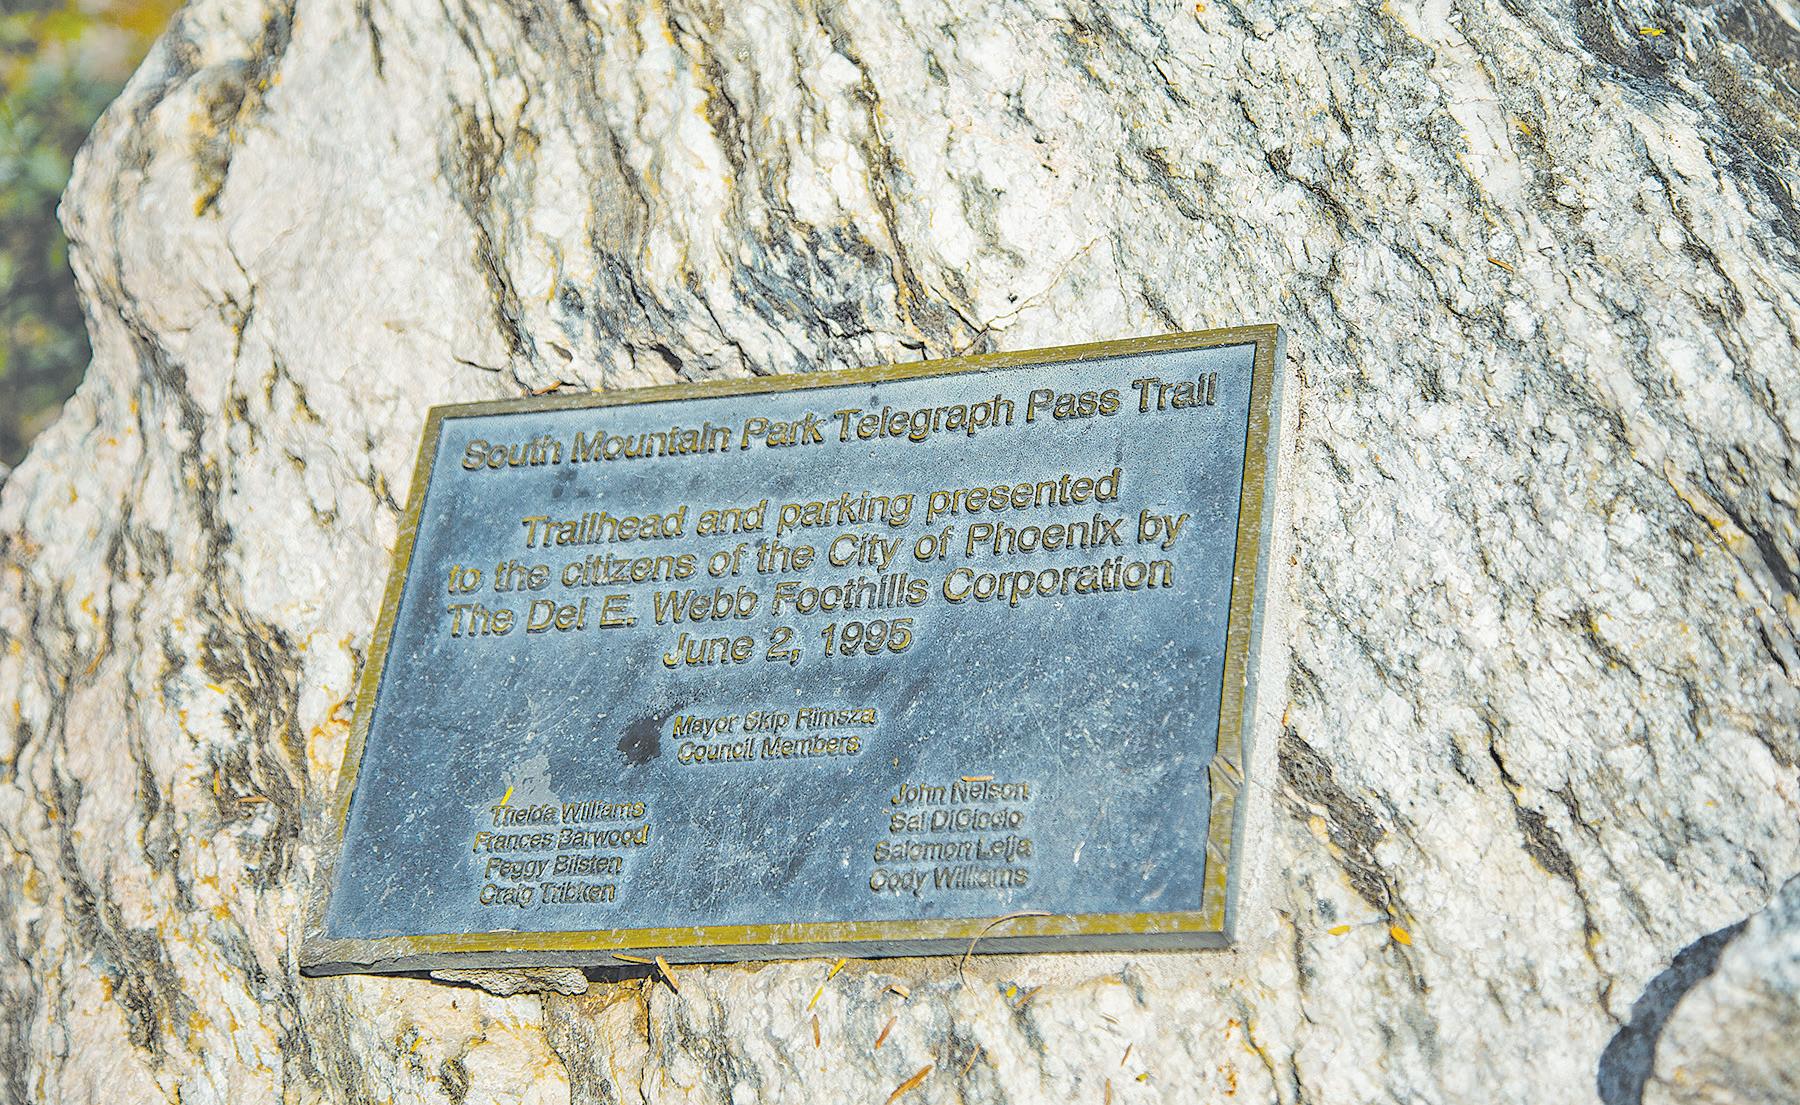 South Mountain Park Telegraph Pass Trail
Trailhead and parking presented
to the citizens of the City of Phoenix by
The Del E. Webb Foothills Corporation
June 2, 1995
Mayor Skip Rimsza
Council Members
Thelda Williams
Frances Barwood
Peggy Bilsten
Craig Tribken
John Nelson
Sal DiCiccio
Salomon Leija
Cody Williams